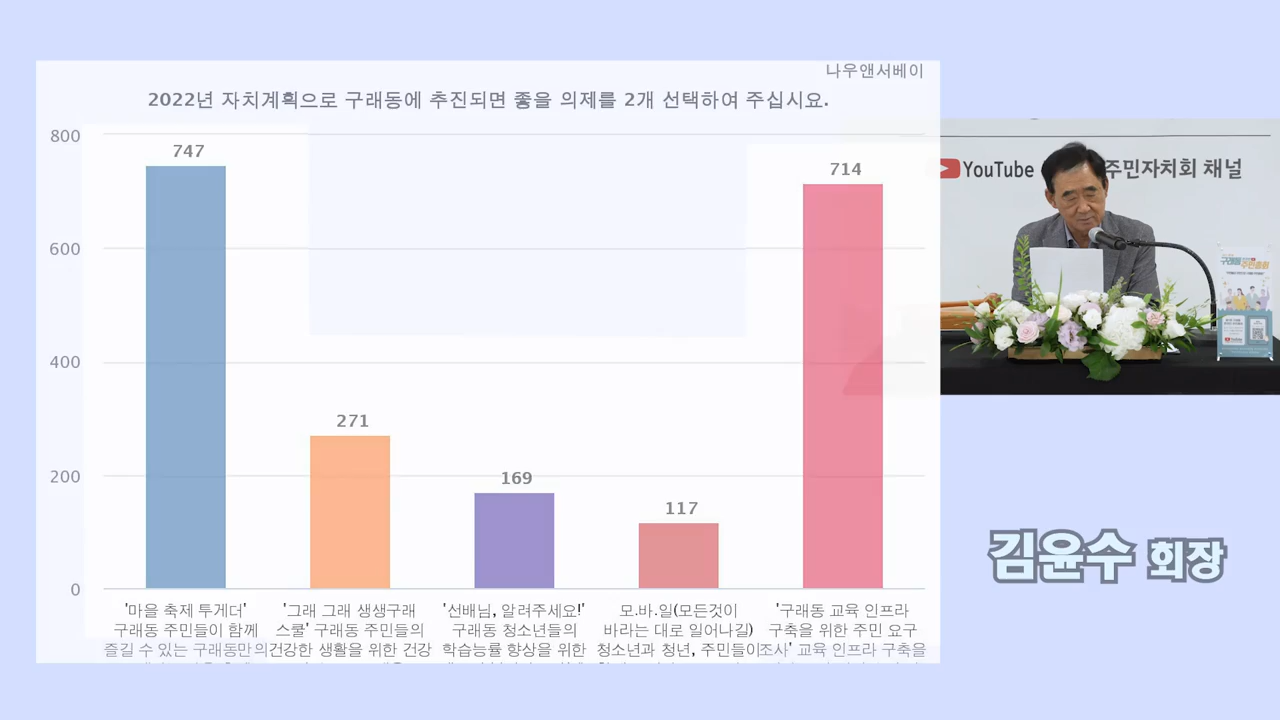 나우앤서베이
2022년 자치계획으로 구래동에 추진되면 좋을 의제를 2개 선택하여 주십시요.
800
600
400
200
0
747
271
169
117
714
'마을 축제 투게더'
구래동 주민들이 함께
즐길 수 있는 구래동만의
'그래 그래 생생구래
스쿨' 구래동 주민들의
건강한 생활을 위한 건강
'선배님, 알려주세요!'
구래동 청소년들의
학습능률 향상을 위한
모.바.일(모든것이
바라는 대로 일어나길)
청소년과 청년, 주민들이
'구래동 교육 인프라
구축을 위한 주민 요구
조사' 교육 인프라 구축을
YouTube
주민자치회 채널
구래동
주민총회
김윤수 회장